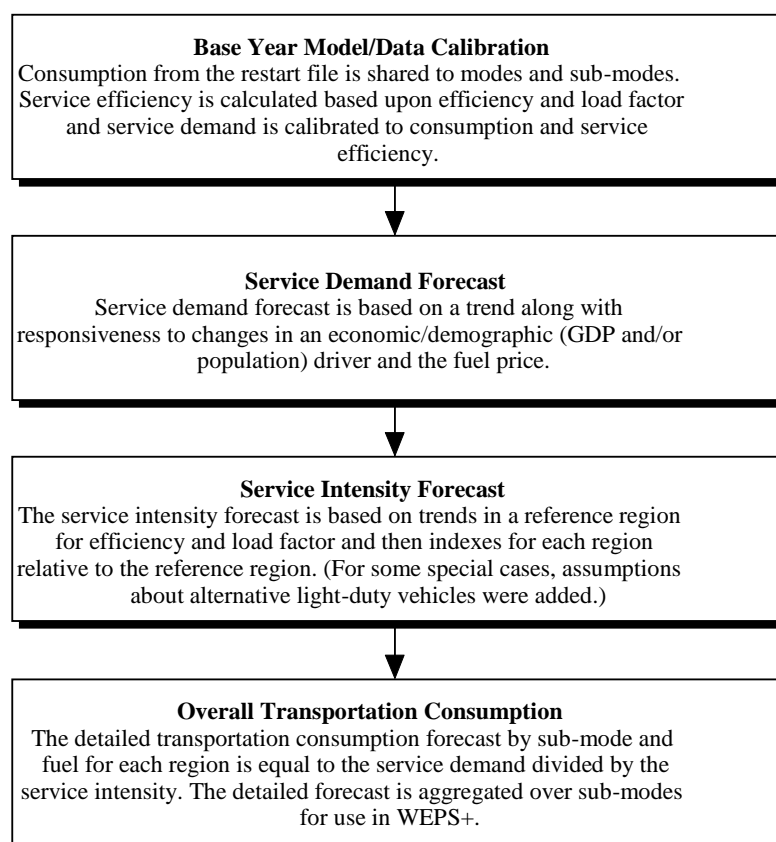 Base Year Model/Data Calibration
Consumption from the restart file is shared to modes and sub-modes.
Service efficiency is calculated based upon efficiency and load factor
and service demand is calibrated to consumption and service
efficiency.
Service Demand Forecast
Service demand forecast is based on a trend along with
responsiveness to changes in an economic/demographic (GDP and/or
population) driver and the fuel price.
Service Intensity Forecast
The service intensity forecast is based on trends in a reference region
for efficiency and load factor and then indexes for each region
relative to the reference region. (For some special cases, assumptions
about alternative light-duty vehicles were added.)
Overall Transportation Consumption
The detailed transportation consumption forecast by sub-mode and
fuel for each region is equal to the service demand divided by the
service intensity. The detailed forecast is aggregated over sub-modes
for use in WEPS+.